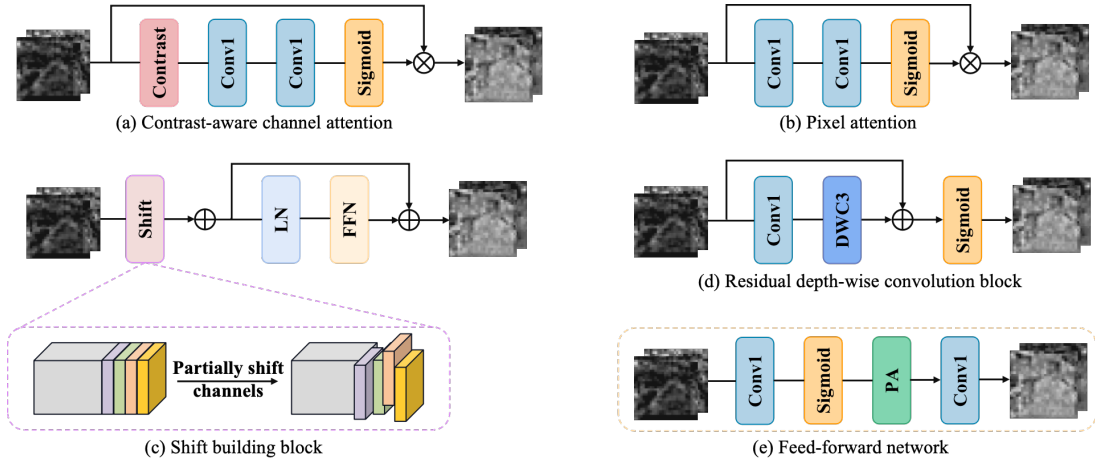 Contrast
Conv1
Conv1
Sigmoid
(a) Contrast-aware channel attention
Conv1
Conv1
Sigmoid
(b) Pixel attention
Shift
LN
FFN
Partially shift
channels
(c) Shift building block
Conv1
DWC3
Sigmoid
(d) Residual depth-wise convolution block
Conv1
Sigmoid
PA
Conv1
(e) Feed-forward network